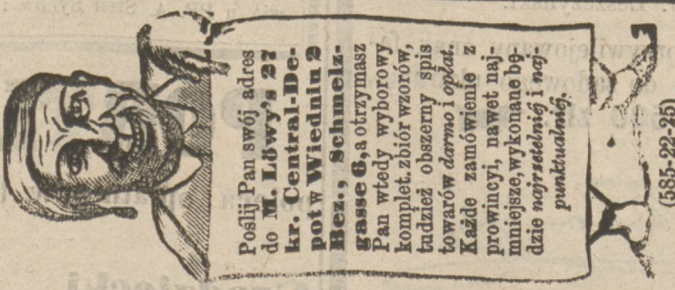 Poślij Pan swój adres
do M. Löwy's 27
kr. Central-De-
pot w Wiedniu 2
Bez., Schmelz-
gasse 6, a otrzymasz
Pan wtedy wyborowy
komplet. zbiór wzorów,
tudzież obszerny spis
towarów darmo i opłat
Każde zamówienie z
prowincyi, nawet naj-
mniejsze, wykonane bę-
dzie najrzetelniéj i naj
punktualniéj.
(585-22-25)